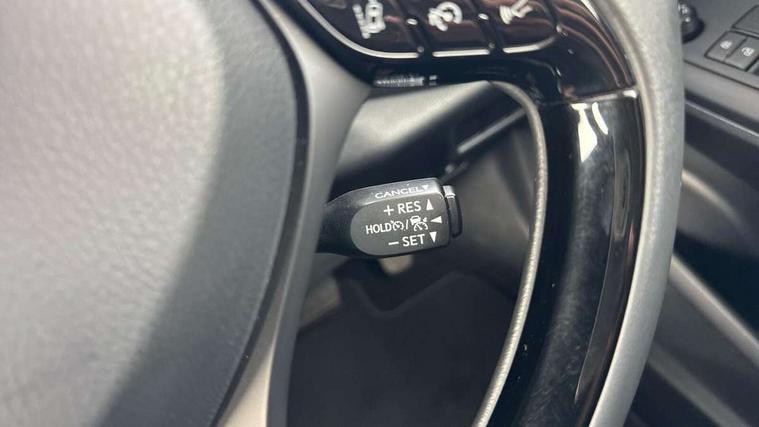 CANCEL
+ RES
HOLD /
− SET